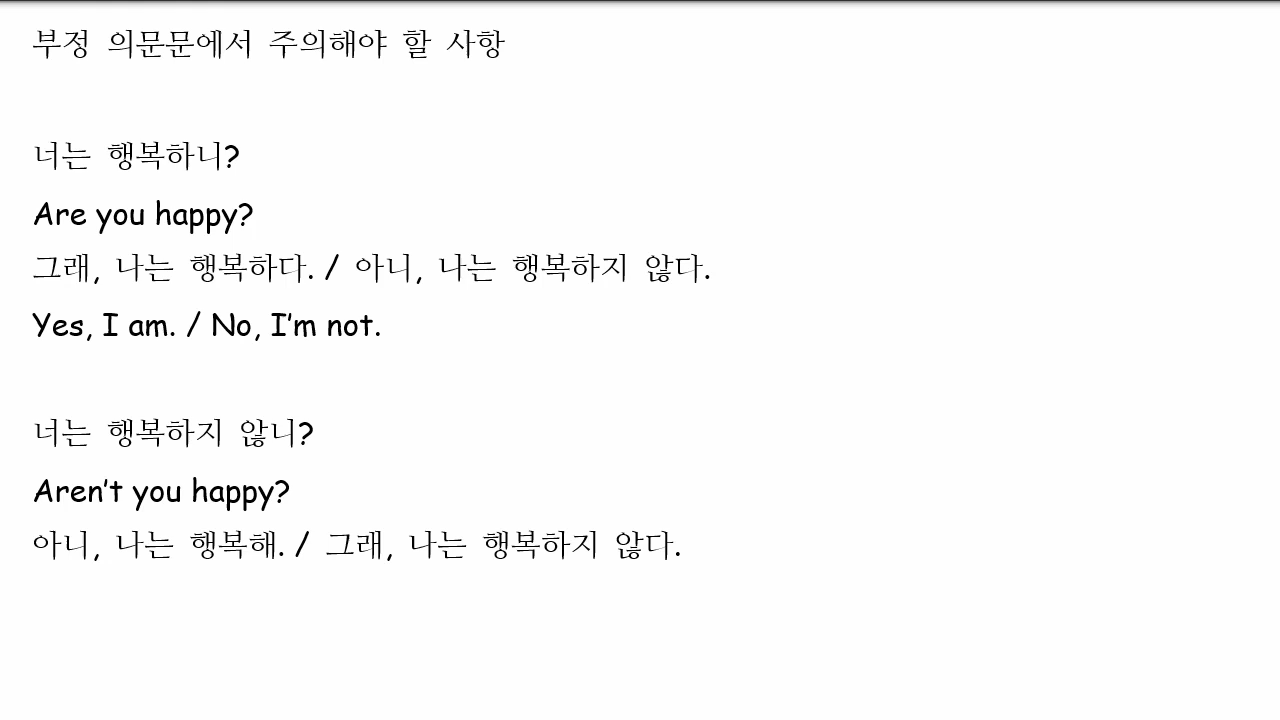 부정 의문문에서 주의해야 할 사항
너는 행복하니?
Are you happy?
그래, 나는 행복하다. / 아니, 나는 행복하지 않다.
Yes, I am. / No, I’m not.
너는 행복하지 않니?
Aren’t you happy?
아니, 나는 행복해. / 그래, 나는 행복하지 않다.